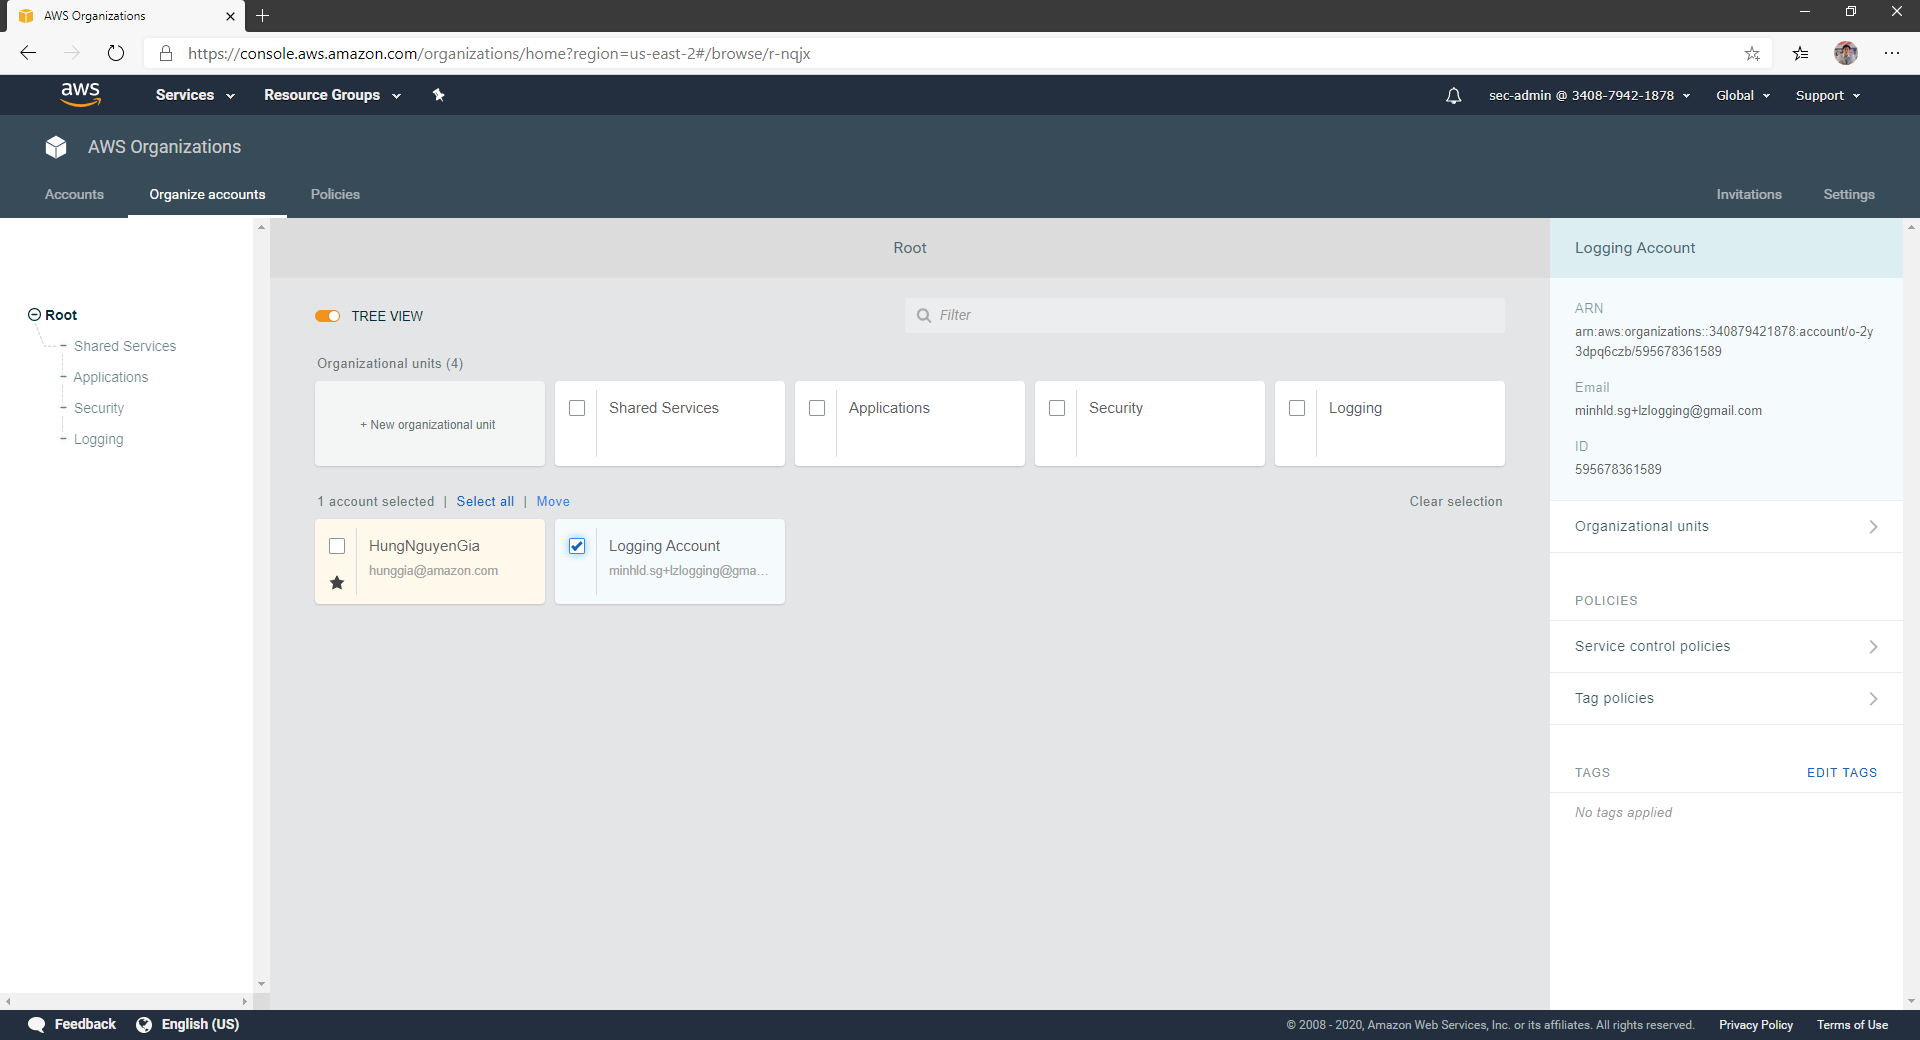 AWS Organizations
https://console.aws.amazon.com/organizations/home?region=us-east-2#/browse/r-nqjx
aws
Services
Resource Groups
sec-admin @ 3408-7942-1878
Global
Support
AWS Organizations
Accounts
Organize accounts
Policies
Invitations
Settings
Root
Shared Services
Applications
Security
Logging
Root
TREE VIEW
Filter
Organizational units (4)
+ New organizational unit
Shared Services
Applications
Security
Logging
1 account selected | Select all | Move
Clear selection
HungNguyenGia
hunggia@amazon.com
Logging Account
minhld.sg+lzlogging@gma...
Logging Account
ARN
arn:aws:organizations::340879421878:account/o-2y
3dpq6czb/595678361589
Email
minhld.sg+lzlogging@gmail.com
ID
595678361589
Organizational units
POLICIES
Service control policies
Tag policies
TAGS
EDIT TAGS
No tags applied
Feedback
English (US)
© 2008 - 2020, Amazon Web Services, Inc. or its affiliates. All rights reserved.
Privacy Policy
Terms of Use